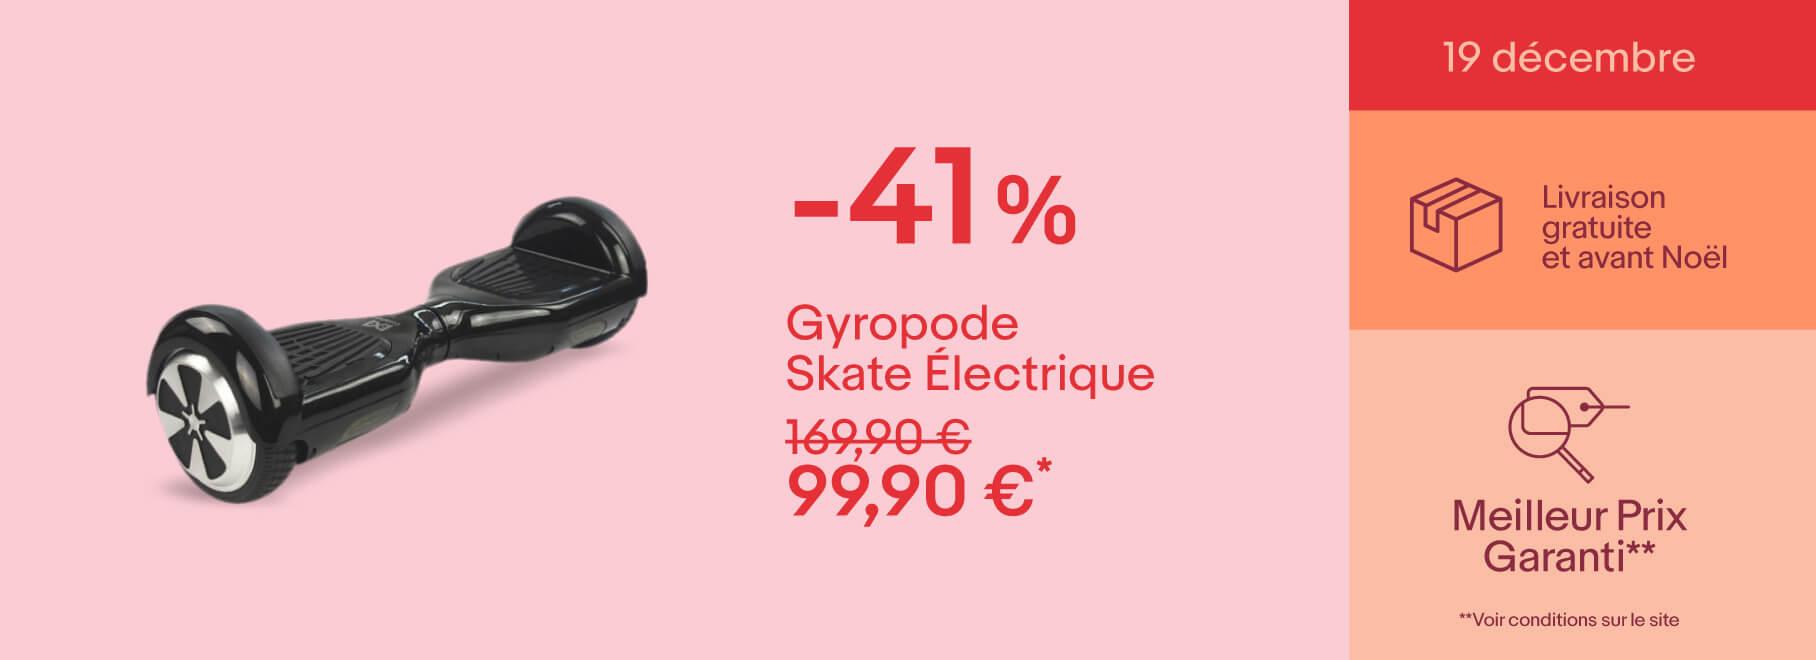 -41 %
Gyropode
Skate Électrique
169,90 €
99,90 €*
19 décembre
Livraison
gratuite
et avant Noël
Meilleur Prix
Garanti**
**Voir conditions sur le site